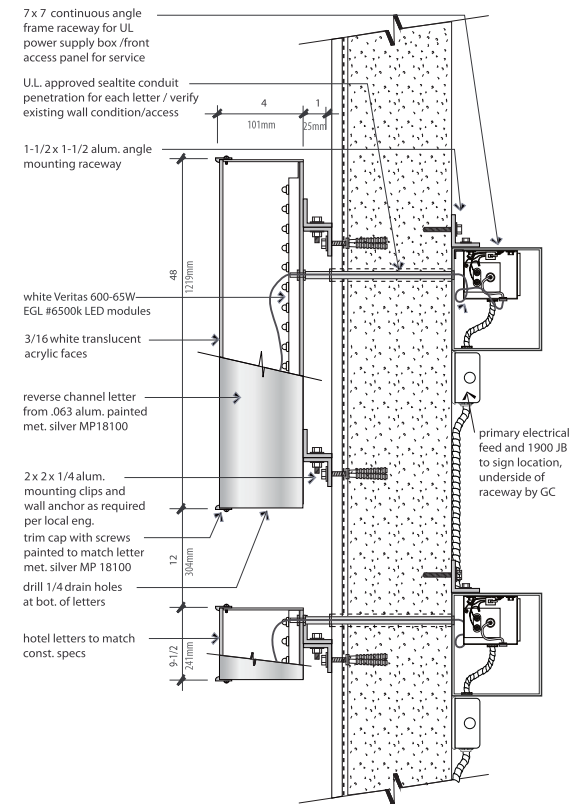 7 x 7 continuous angle
frame raceway for UL
power supply box /front
access panel for service
U.L. approved sealtite conduit
penetration for each letter / verify
existing wall condition/access
4
1
101mm
25mm
1-1/2 x 1-1/2 alum. angle
mounting raceway
48
1219mm
white Veritas 600-65W
EGL #6500k LED modules
3/16 white translucent
acrylic faces
reverse channel letter
from .063 alum. painted
met. silver MP18100
primary electrical
feed and 1900 JB
to sign location,
underside of
raceway by GC
2 x 2 x 1/4 alum.
mounting clips and
wall anchor as required
per local eng.
trim cap with screws
painted to match letter
met. silver MP 18100
12
304mm
drill 1/4 drain holes
at bot. of letters
hotel letters to match
const. specs
9-1/2
241mm